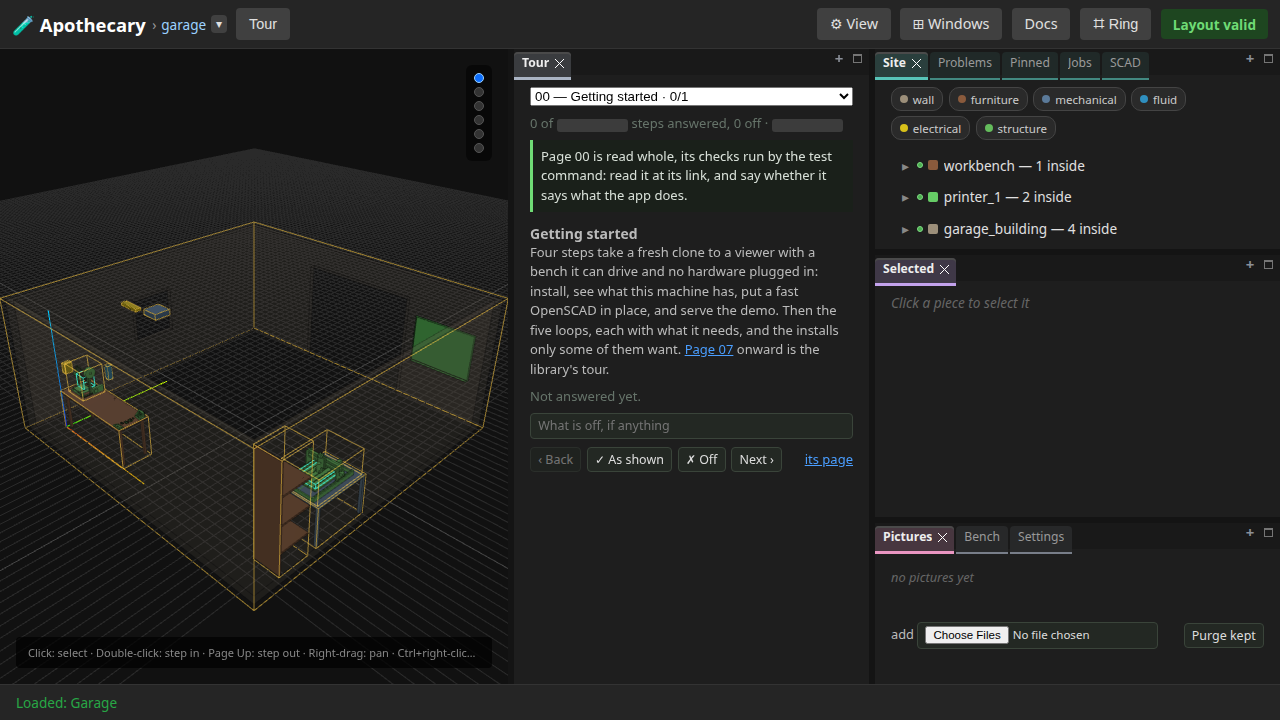 Apothecary › garage ▾ Tour ⚙ View ⊞ Windows Docs ⌗ Ring Layout valid
Tour
00 — Getting started · 0/1
0 of steps answered, 0 off ·
Page 00 is read whole, its checks run by the test
command: read it at its link, and say whether it
says what the app does.
Getting started
Four steps take a fresh clone to a viewer with a
bench it can drive and no hardware plugged in:
install, see what this machine has, put a fast
OpenSCAD in place, and serve the demo. Then the
five loops, each with what it needs, and the installs
only some of them want. Page 07 onward is the
library's tour.
Not answered yet.
What is off, if anything
‹ Back ✓ As shown ✗ Off Next › its page
Site Problems Pinned Jobs SCAD
wall furniture mechanical fluid
electrical structure
▸ workbench — 1 inside
▸ printer_1 — 2 inside
▸ garage_building — 4 inside
Selected
Click a piece to select it
Pictures Bench Settings
no pictures yet
add Choose Files No file chosen Purge kept
Click: select · Double-click: step in · Page Up: step out · Right-drag: pan · Ctrl+right-clic...
Loaded: Garage